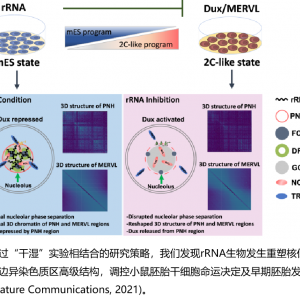 rRNA
Dux/MERVL
mES program
2C-like program
mES state
2C-like state
Condition
rRNA Inhibition
Dux repressed
3D structure of PNH
3D structure of MERVL
Nucleolus
Dux activated
3D structure of PNH
3D structure of MERVL
Nucleolus
nal nucleolar phase separation
al 3D chromatin of PNH and MERVL regions
epressed by PNH region
-Disrupted nucleolar phase separation
-Reshaped 3D structure of PNH and MERVL regions
-Dux released from PNH region
rR
PN
FC
DF
GC
NC
TR
过“干湿”实验相结合的研究策略，我们发现rRNA生物发生重塑核仁
边异染色质区高级结构，调控小鼠胚胎干细胞命运决定及早期胚胎发
ature Communications, 2021)。